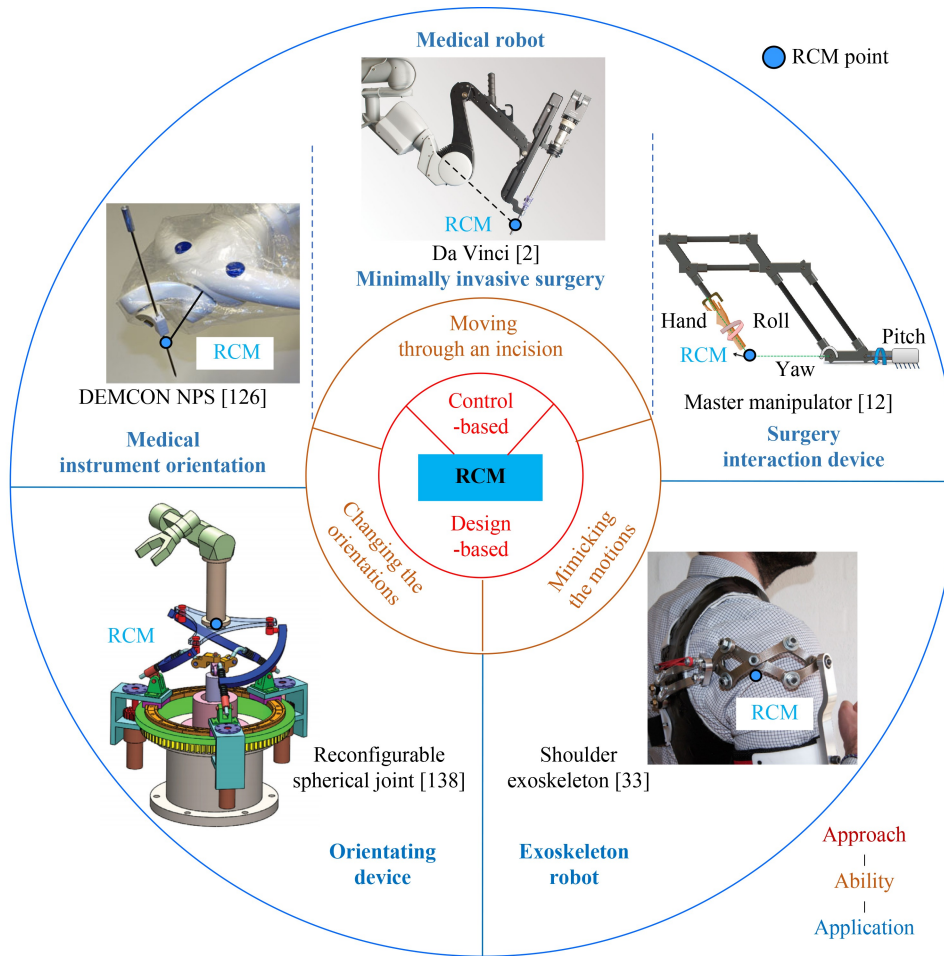 Medical robot
RCM point
RCM
Da Vinci [2]
Minimally invasive surgery
RCM
DEMCON NPS [126]
Medical
instrument orientation
Hand
Roll
RCM
Yaw
Pitch
Master manipulator [12]
Surgery
interaction device
Moving
through an incision
Control
-based
RCM
Design
-based
Changing the
orientations
Mimicking
the motions
RCM
Reconfigurable
spherical joint [138]
Orientating
device
RCM
Shoulder
exoskeleton [33]
Exoskeleton
robot
Approach
Ability
Application